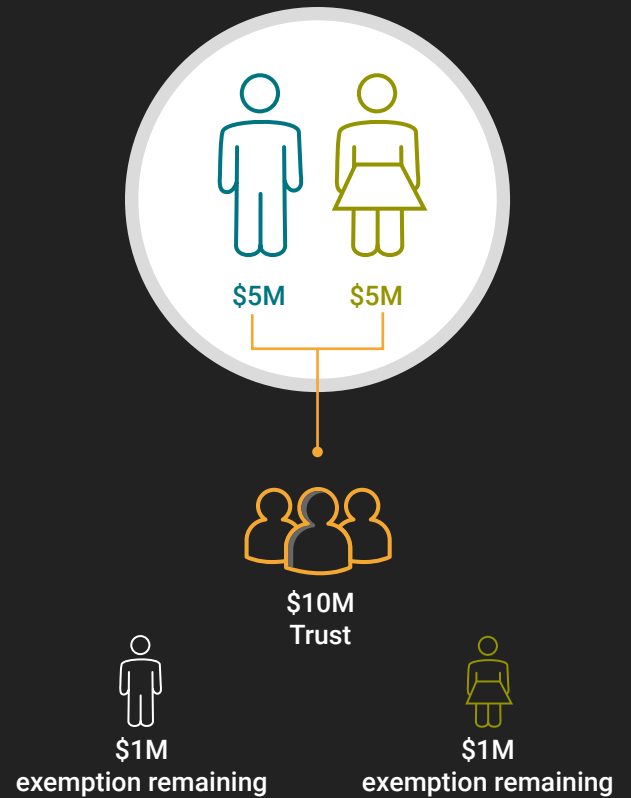 $5M $5M
$10M
Trust
$1M $1M
exemption remaining exemption remaining